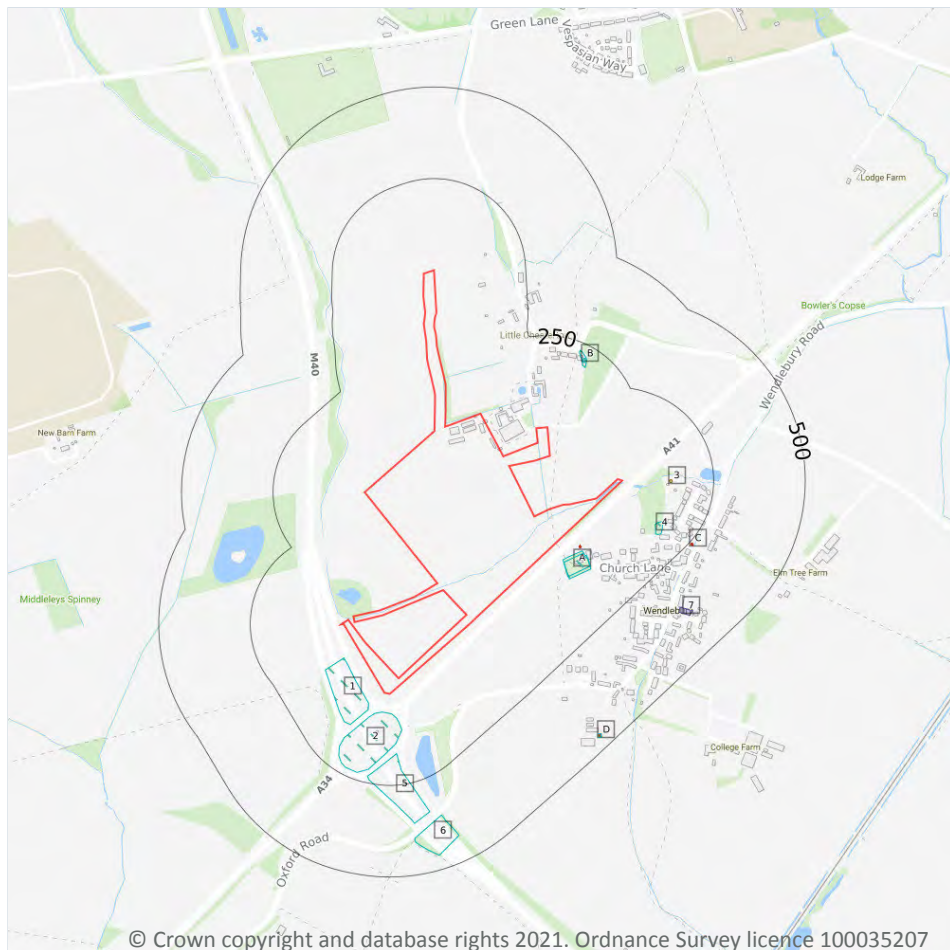 Green Lane
Vespasian Way
Lodge Farm
Bowler's Copse
Wendlebury Road
Little Ches
250
B
M40
New Barn Farm
A41
500
3
4
C
A
Church Lane
Elm Tree Farm
Middleleys Spinney
Wendleb
7
1
2
D
College Farm
5
A34
6
Oxford Road
© Crown copyright and database rights 2021. Ordnance Survey licence 100035207